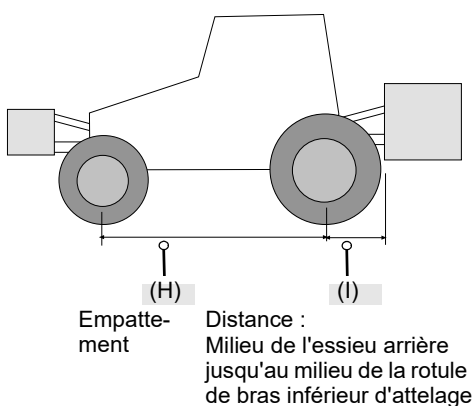 (H) (I)
Empatte-
ment
Distance :
Milieu de l'essieu arrière
jusqu'au milieu de la rotule
de bras inférieur d'attelage